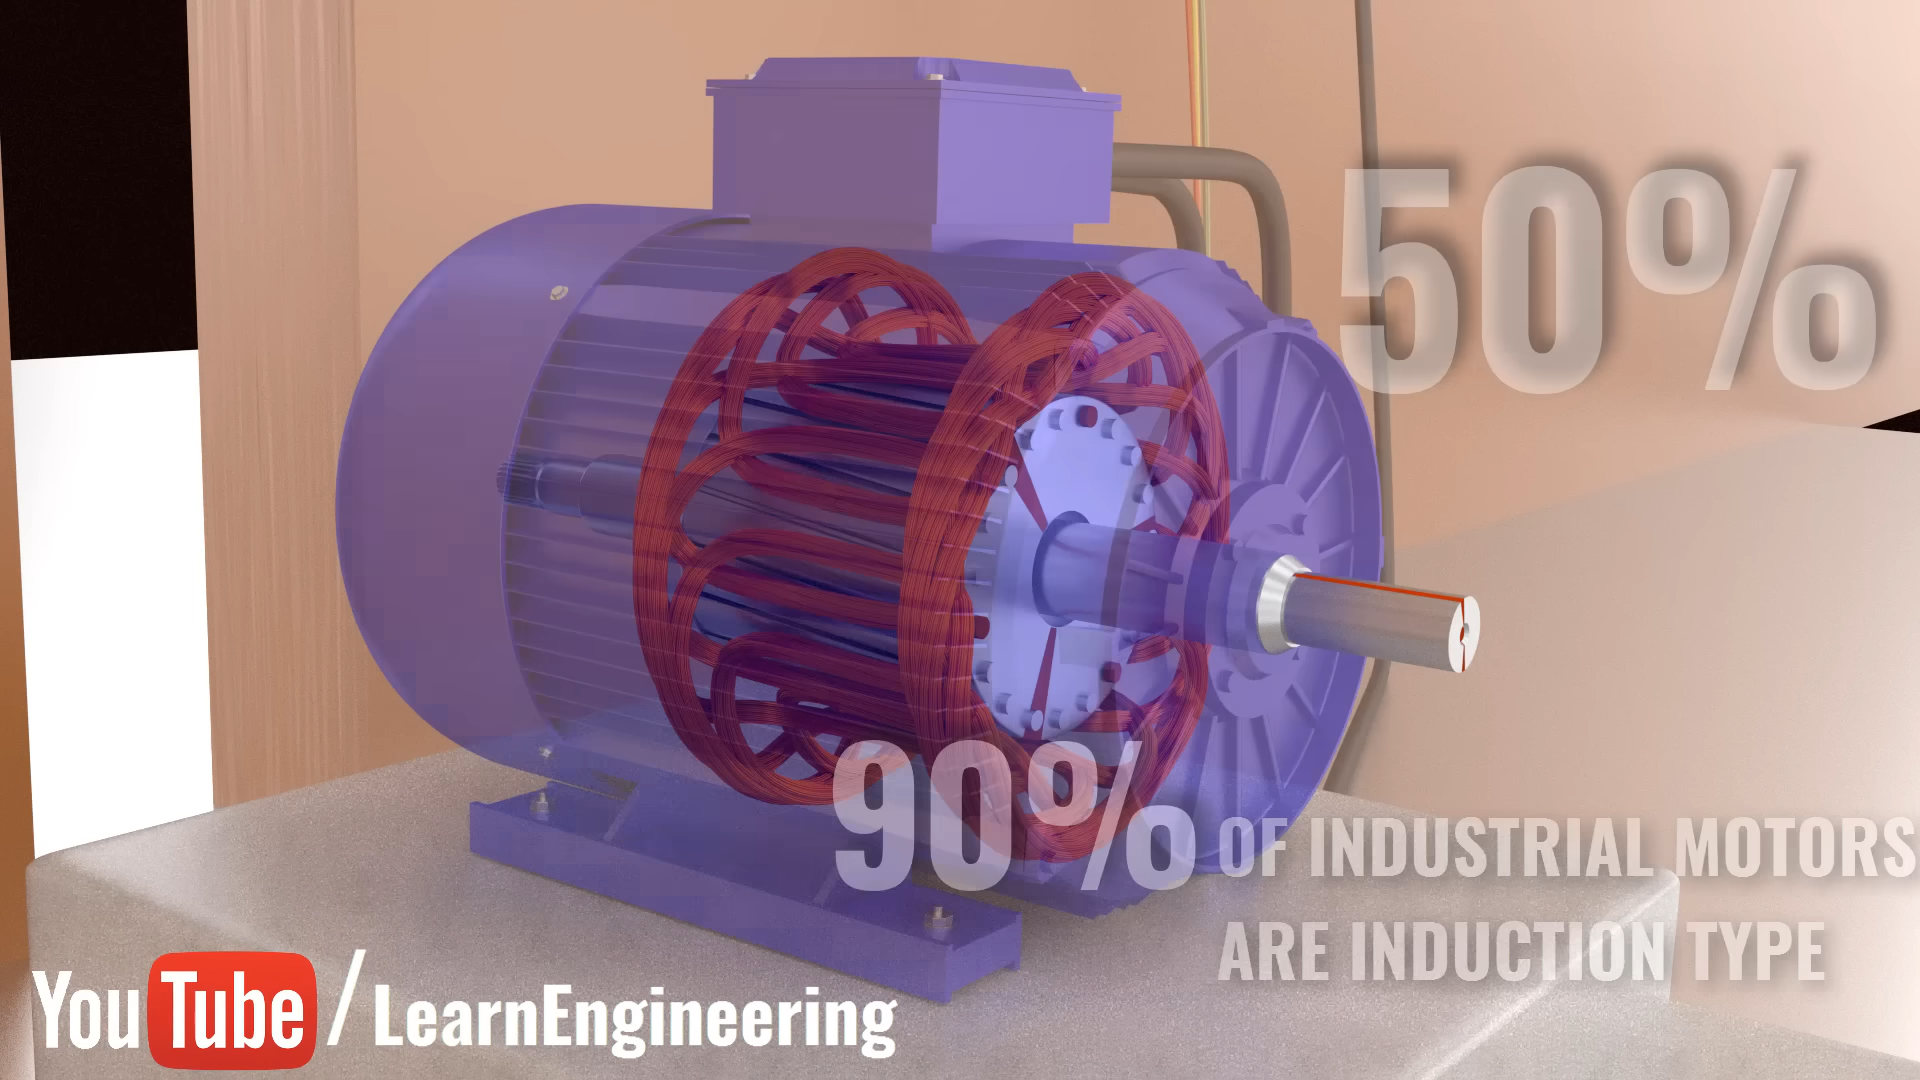 50%
90% OF INDUSTRIAL MOTORS
ARE INDUCTION TYPE
YouTube/LearnEngineering